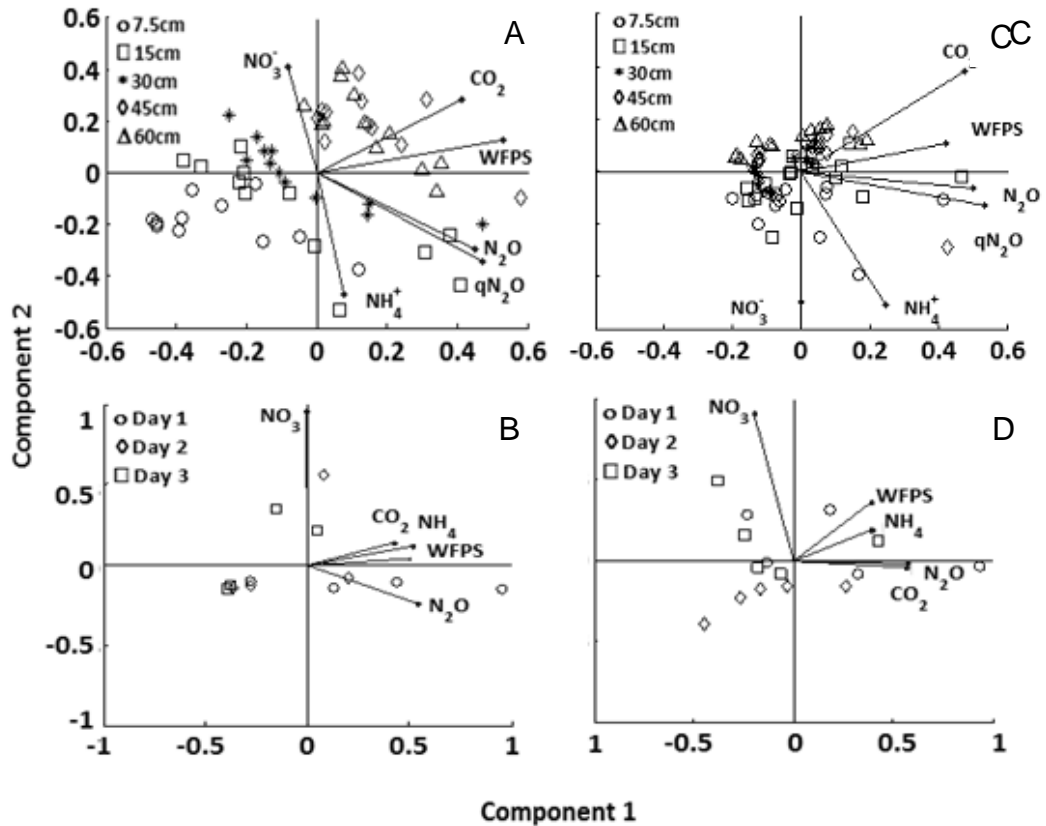 A
0.6
0.4
0.2
0
-0.2
-0.4
-0.6
-0.6
-0.4
-0.2
0
0.2
0.4
0.6
7.5cm
15cm
30cm
45cm
60cm
NO3-
CO2
WFPS
N2O
qN2O
NH4+
CC
7.5cm
15cm
30cm
45cm
60cm
CO
WFPS
N2O
qN2O
NO3-
NH4+
-0.6
-0.4
-0.2
0
0.2
0.4
0.6
Component 2
B
1
0.5
0
-0.5
-1
-1
-0.5
0
0.5
1
Day 1
Day 2
Day 3
NO3
CO2
NH4
WFPS
N2O
D
Day 1
Day 2
Day 3
NO3
WFPS
NH4
N2O
CO2
1
-0.5
0
0.5
1
Component 1